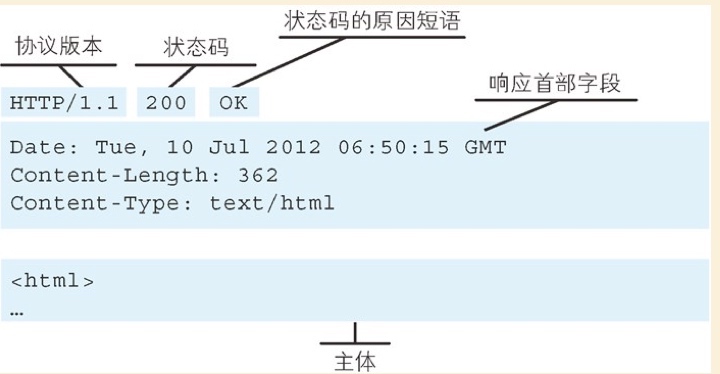 状态码的原因短语
协议版本
状态码
响应首部字段
HTTP/1.1 200 OK
Date: Tue, 10 Jul 2012 06:50:15 GMT
Content-Length: 362
Content-Type: text/html
<html>
…
主体